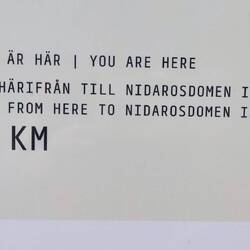 ÄR HÄR | YOU ARE HERE
HÄRIFRÅN TILL NIDAROSDOMEN I
FROM HERE TO NIDAROSDOMEN I
KM